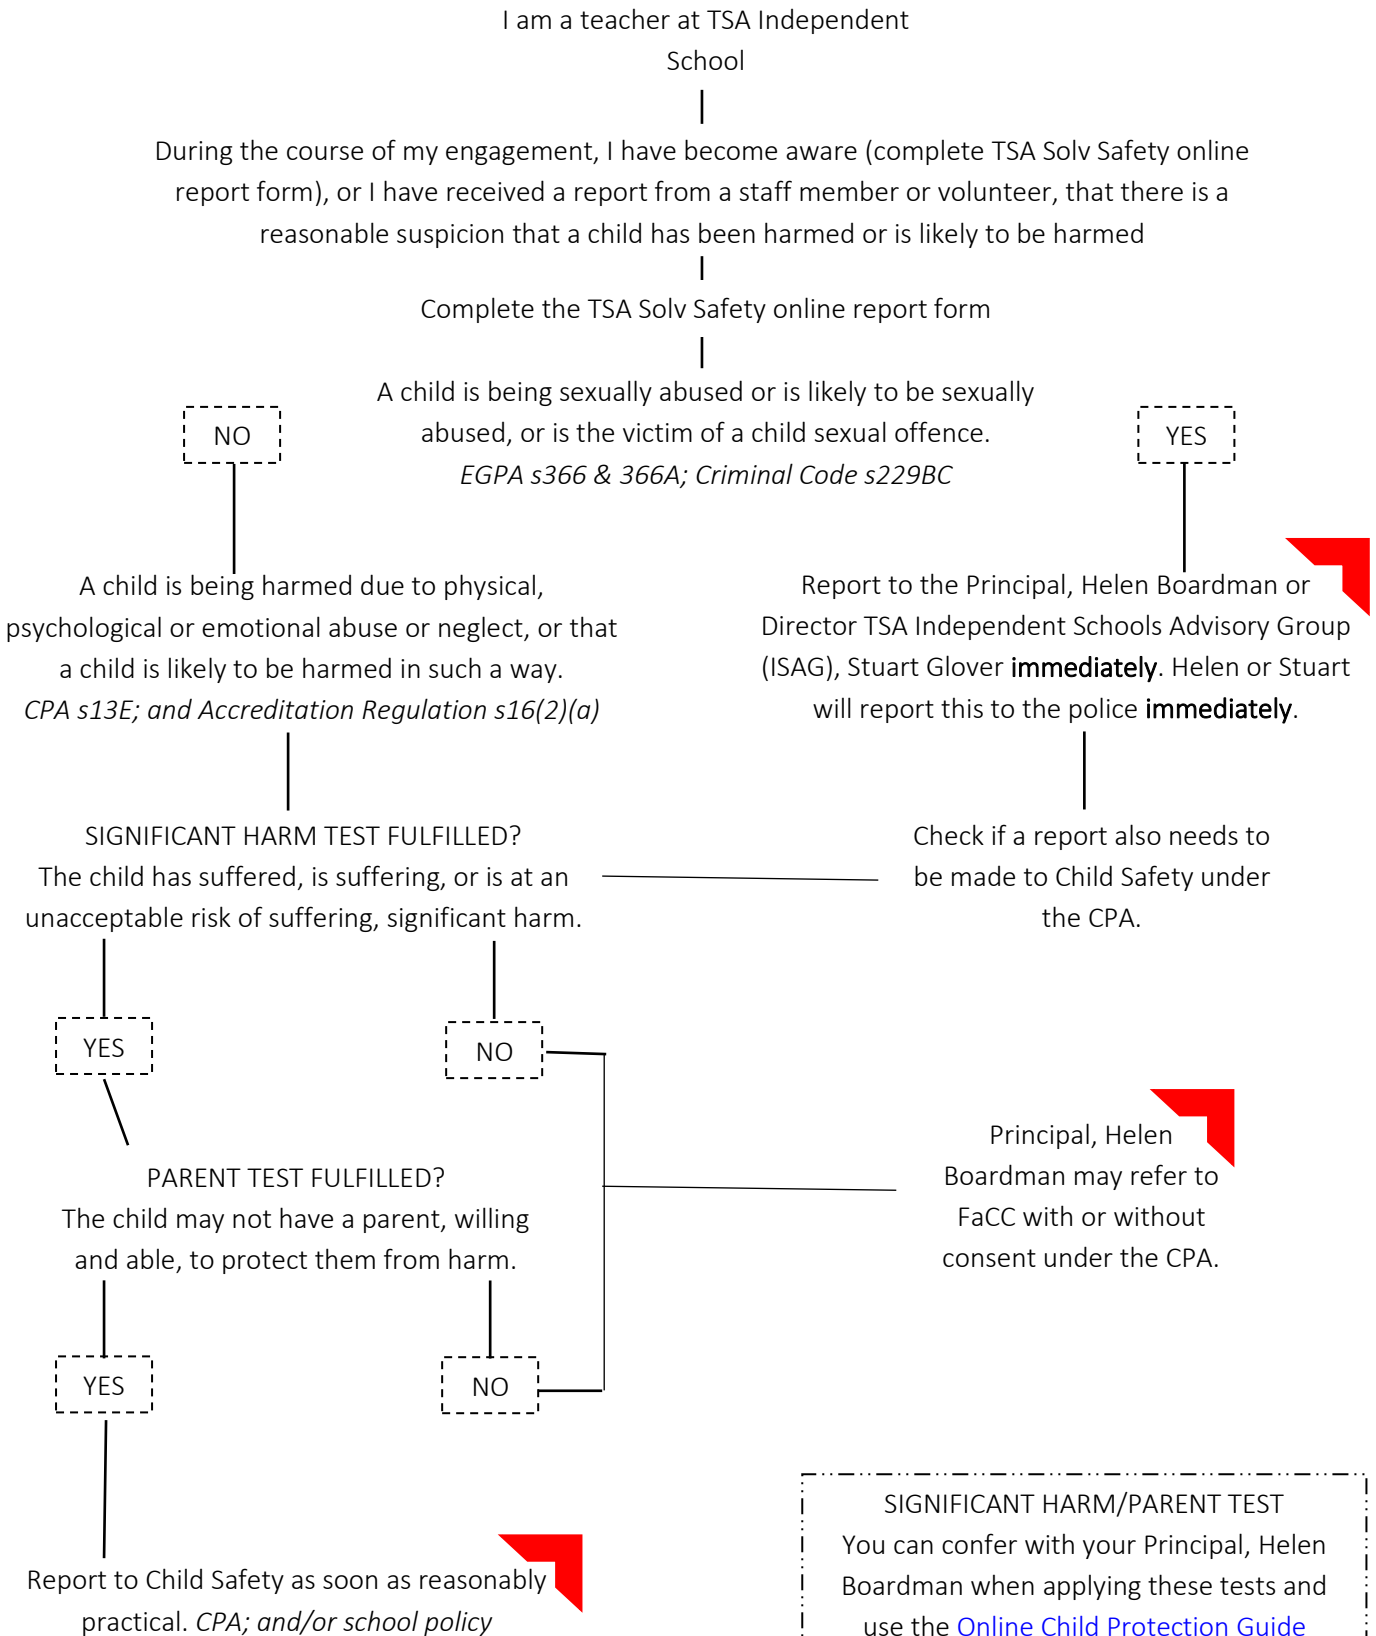 I am a teacher at TSA Independent
School
During the course of my engagement, I have become aware (complete TSA Solv Safety online
report form), or I have received a report from a staff member or volunteer, that there is a
reasonable suspicion that a child has been harmed or is likely to be harmed
Complete the TSA Solv Safety online report form
A child is being sexually abused or is likely to be sexually
abused, or is the victim of a child sexual offence.
EGPA s366 & 366A; Criminal Code s229BC
NO
YES
A child is being harmed due to physical,
psychological or emotional abuse or neglect, or that
a child is likely to be harmed in such a way.
CPA s13E; and Accreditation Regulation s16(2)(a)
Report to the Principal, Helen Boardman or
Director TSA Independent Schools Advisory Group
(ISAG), Stuart Glover immediately. Helen or Stuart
will report this to the police immediately.
SIGNIFICANT HARM TEST FULFILLED?
The child has suffered, is suffering, or is at an
unacceptable risk of suffering, significant harm.
Check if a report also needs to
be made to Child Safety under
the CPA.
YES
NO
PARENT TEST FULFILLED?
The child may not have a parent, willing
and able, to protect them from harm.
Principal, Helen
Boardman may refer to
FaCC with or without
consent under the CPA.
YES
NO
Report to Child Safety as soon as reasonably
practical. CPA; and/or school policy
SIGNIFICANT HARM/PARENT TEST
You can confer with your Principal, Helen
Boardman when applying these tests and
use the Online Child Protection Guide